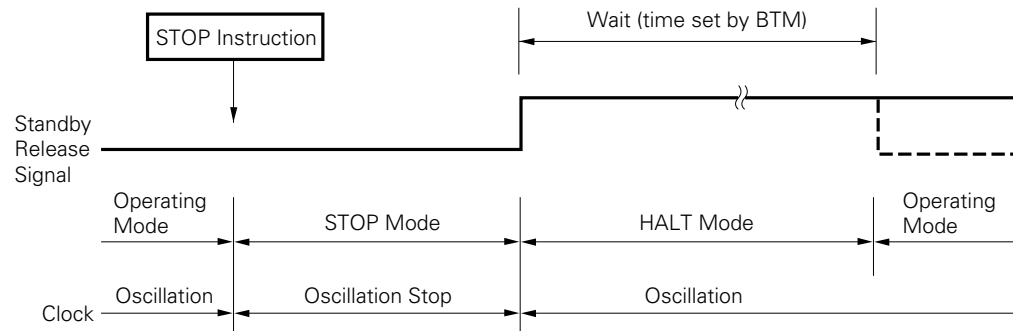 Wait (time set by BTM)
STOP Instruction
Standby
Release
Signal
Operating
Mode
STOP Mode
HALT Mode
Operating
Mode
Clock
Oscillation
Oscillation Stop
Oscillation